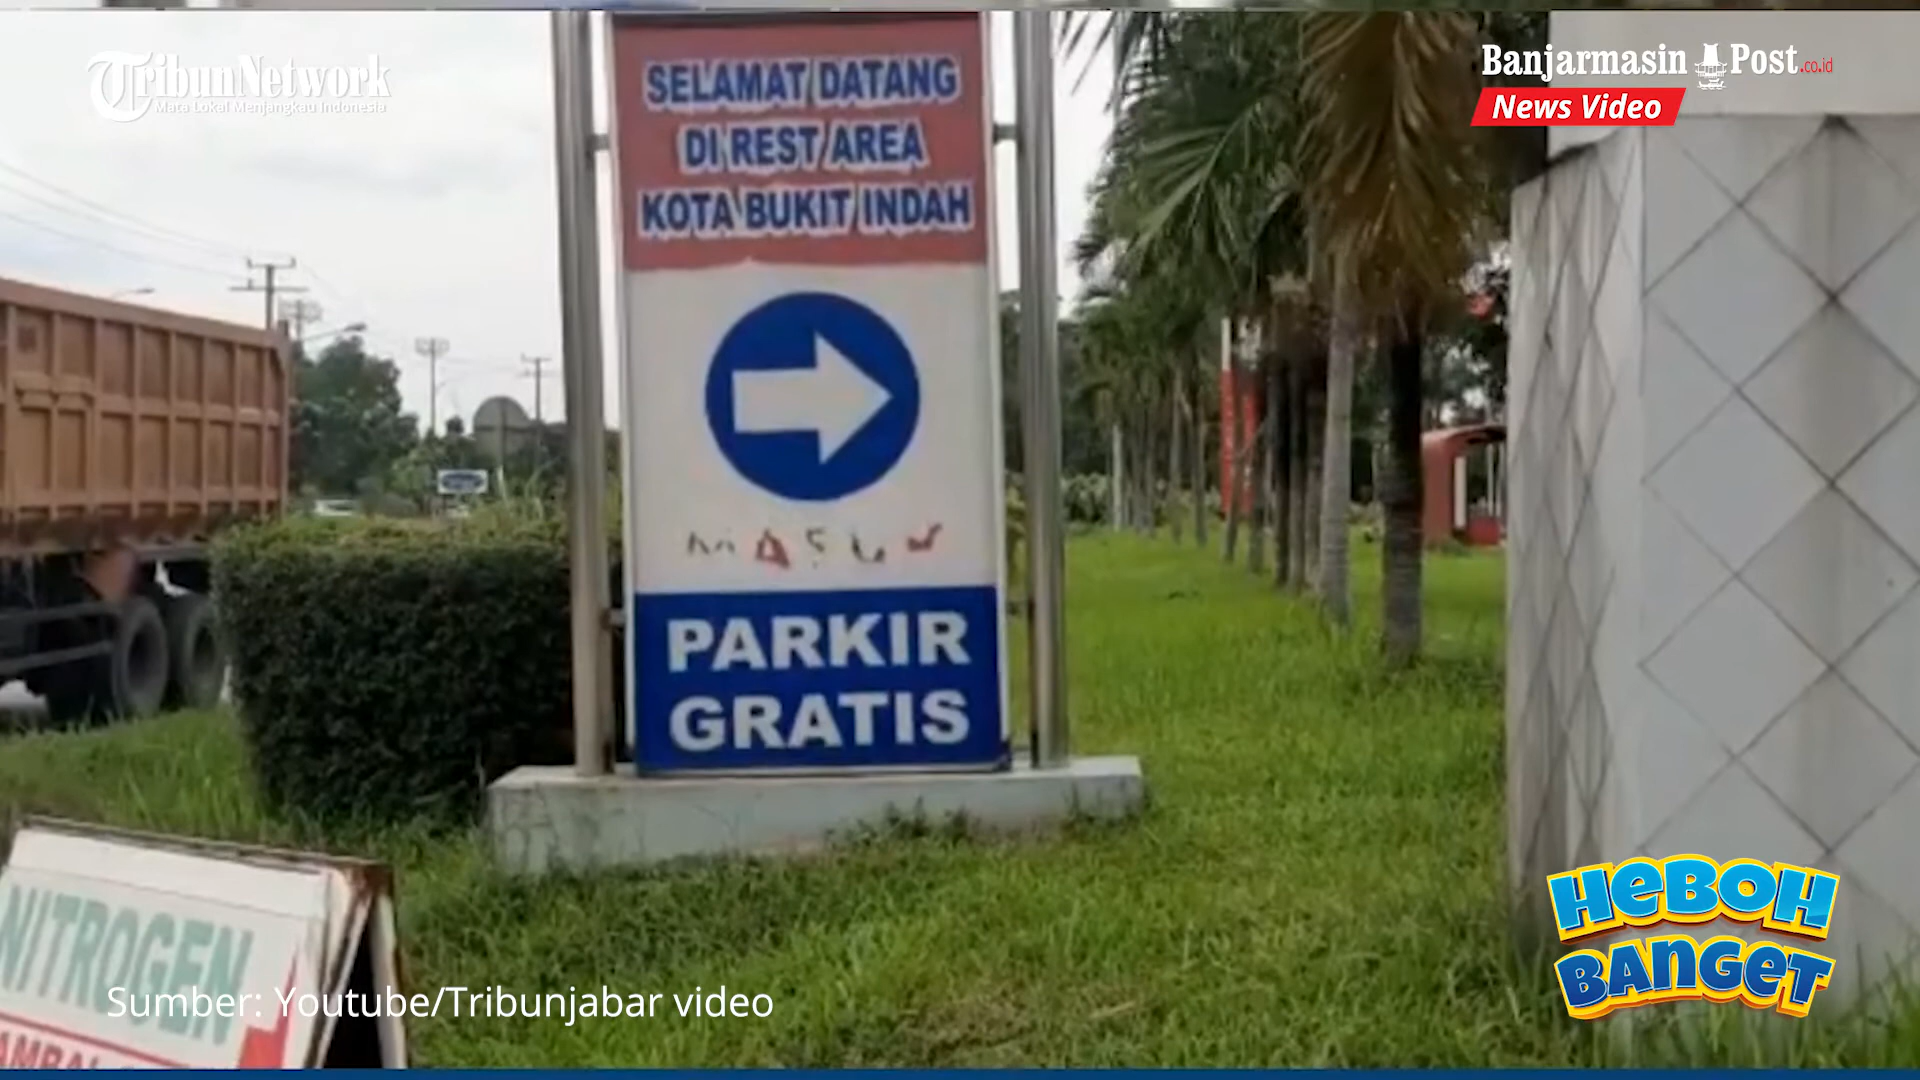 TribunNetwork
Mata Lokal Menjangkau Indonesia
Banjarmasin Post.co.id
News Video
SELAMAT DATANG
DI REST AREA
KOTA BUKIT INDAH
PARKIR
GRATIS
NITROGEN
Sumber: Youtube/Tribunjabar video
HEBOH
BANGET